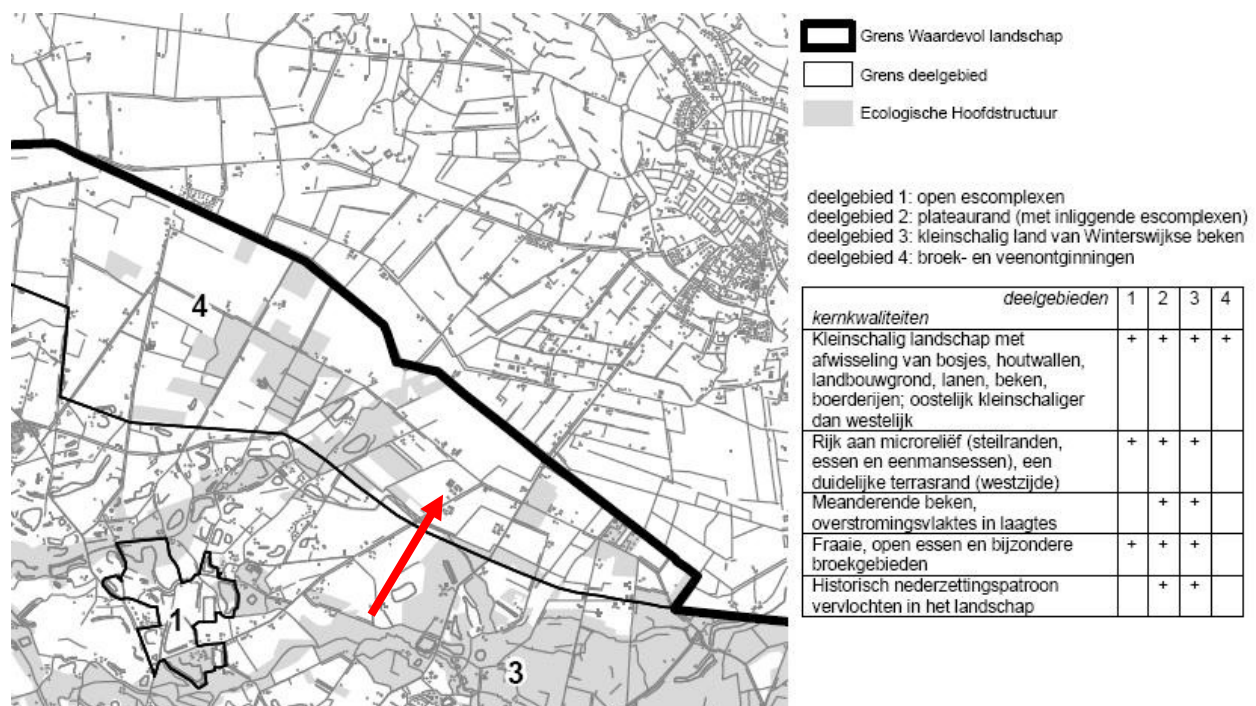 4
1
3
Grens Waardevol landschap
Grens deelgebied
Ecologische Hoofdstructuur
deelgebied 1: open escomplexen
deelgebied 2: plateaurand (met inliggende escomplexen)
deelgebied 3: kleinschalig land van Winterswijkse beken
deelgebied 4: broek- en veenontginningen
deelgebieden 1 2 3 4
kernkwaliteiten
Kleinschalig landschap met + + + +
afwisseling van bosjes, houtwallen,
landbouwgrond, lanen, beken,
boerderijen; oostelijk kleinschaliger
dan westelijk
Rijk aan microreliëf (steilranden, + + +
essen en eenmansessen), een
duidelijke terrasrand (westzijde)
Meanderende beken, + +
overstromingsvlaktes in laagtes
Fraaie, open essen en bijzondere + + +
broekgebieden
Historisch nederzettingspatroon + +
vervlochten in het landschap